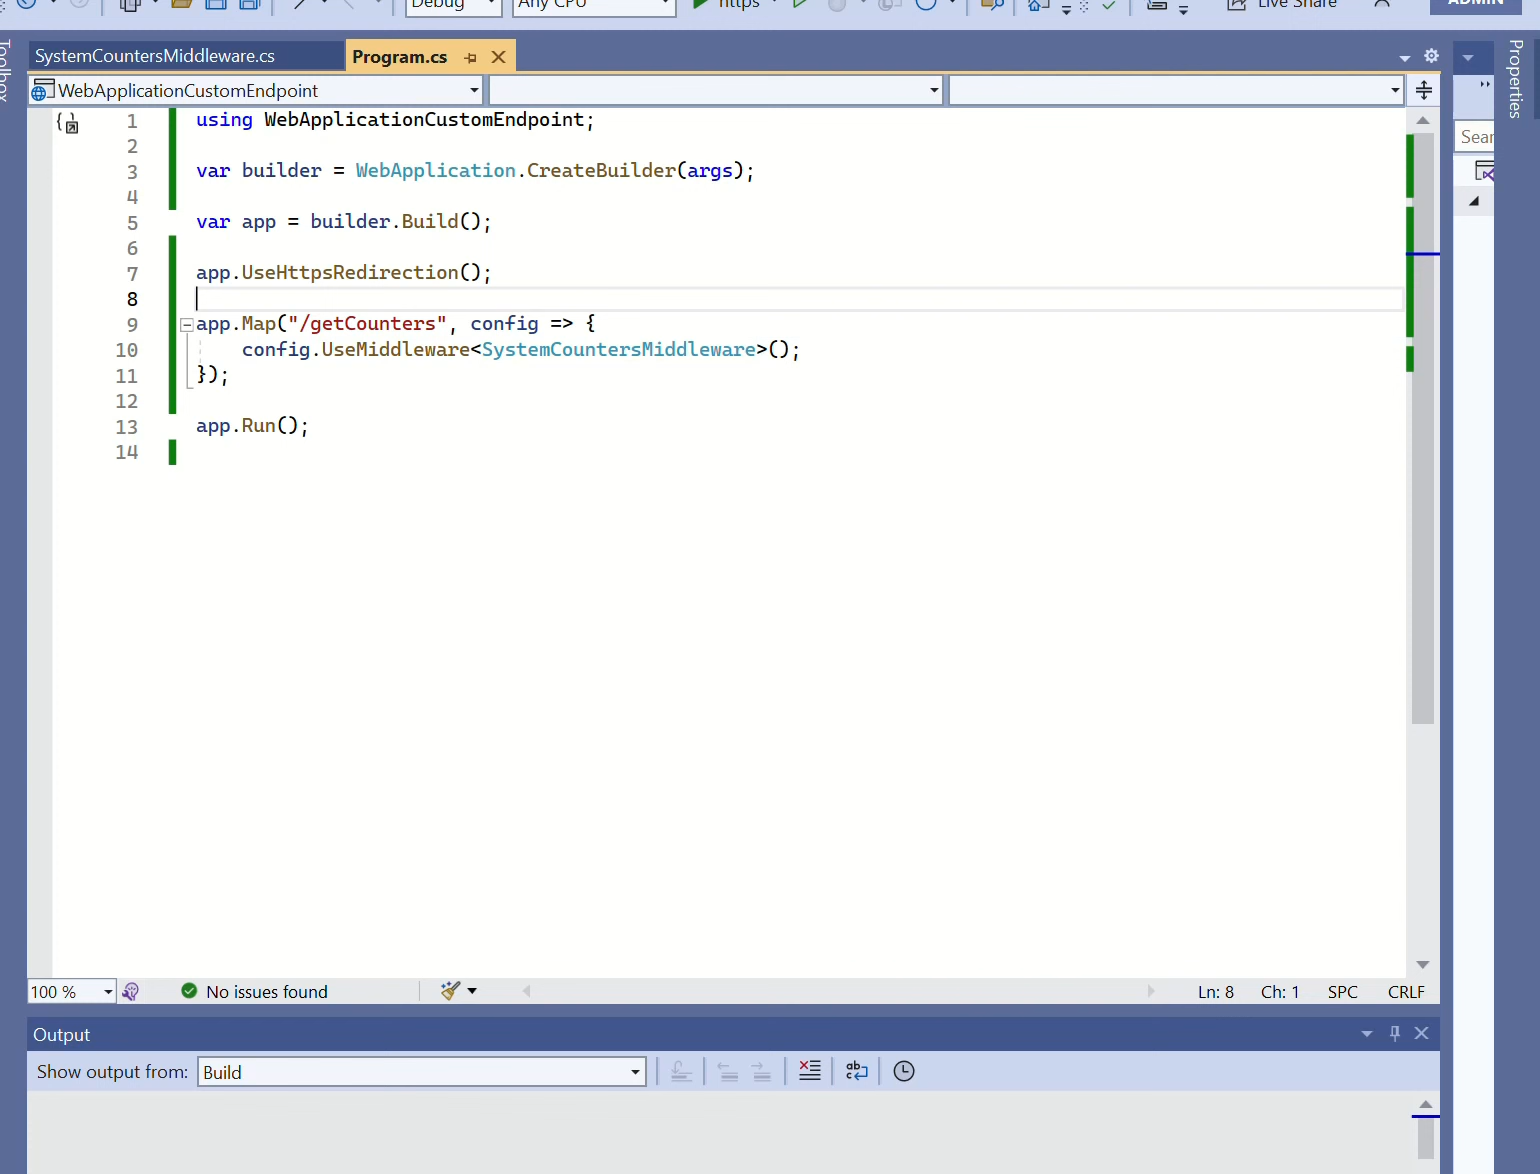 Debug Any CPU https Live Share ADMIN
Toolbox
SystemCountersMiddleware.cs Program.cs
WebApplicationCustomEndpoint
1 using WebApplicationCustomEndpoint;
2
3 var builder = WebApplication.CreateBuilder(args);
4
5 var app = builder.Build();
6
7 app.UseHttpsRedirection();
8
9 app.Map("/getCounters", config => {
10 config.UseMiddleware<SystemCountersMiddleware>();
11 });
12
13 app.Run();
14
100 % No issues found Ln: 8 Ch: 1 SPC CRLF
Output
Show output from: Build
Sear
Properties